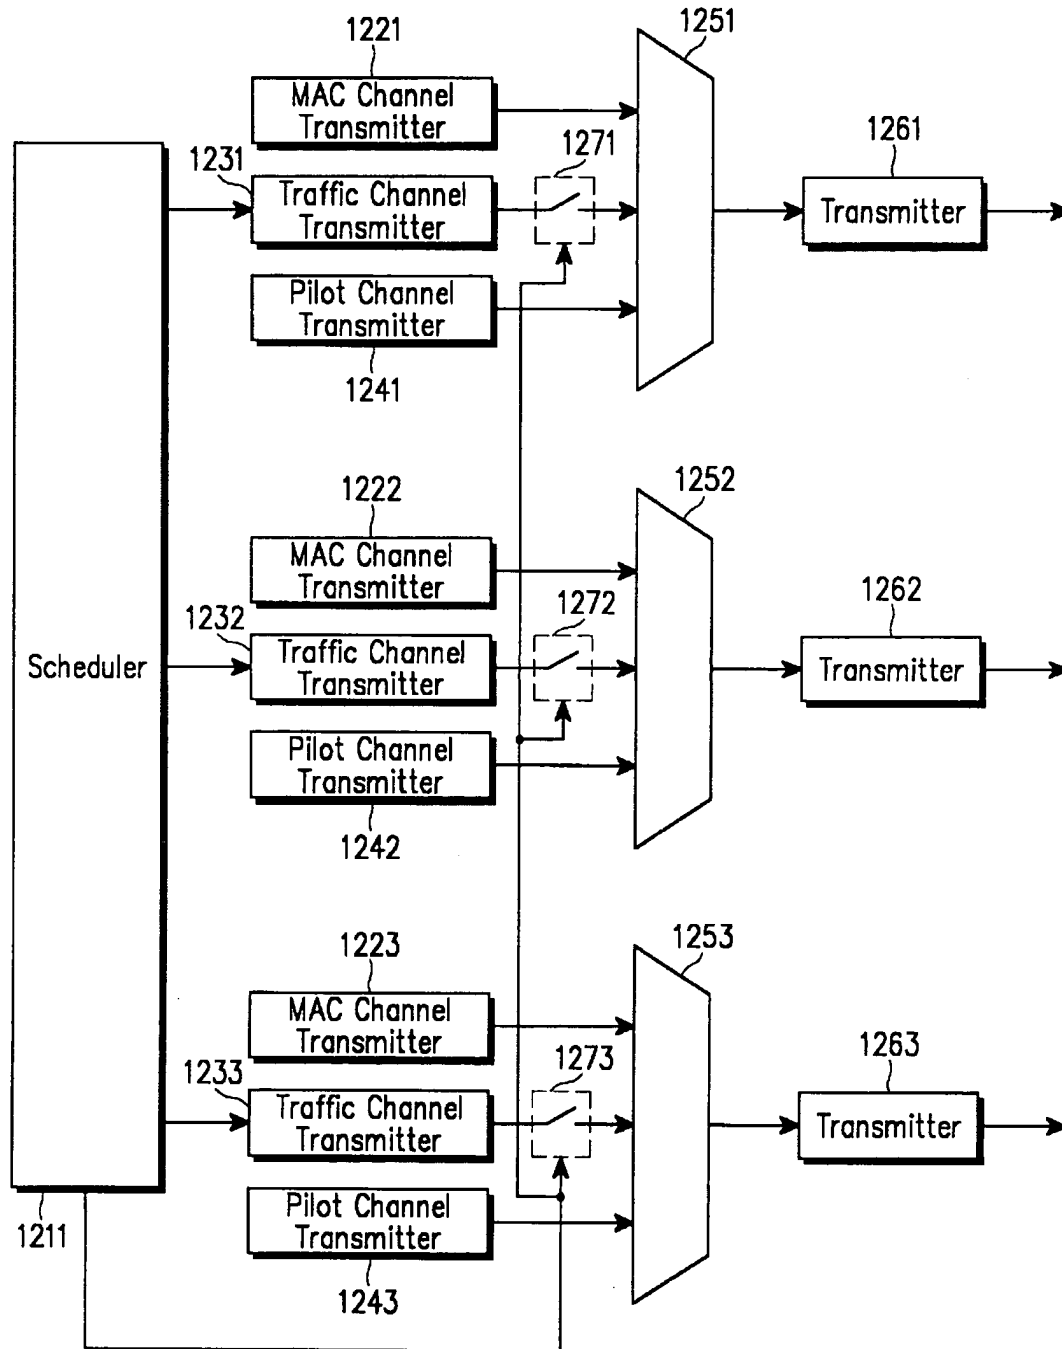 1221
1251
MAC Channel
Transmitter
1231
1271
1261
Traffic Channel
Transmitter
Transmitter
Pilot Channel
Transmitter
1241
1222
1252
MAC Channel
Transmitter
1232
1272
1262
Scheduler
Traffic Channel
Transmitter
Transmitter
Pilot Channel
Transmitter
1242
1223
1253
MAC Channel
Transmitter
1233
1273
1263
Traffic Channel
Transmitter
Transmitter
Pilot Channel
Transmitter
1211
1243